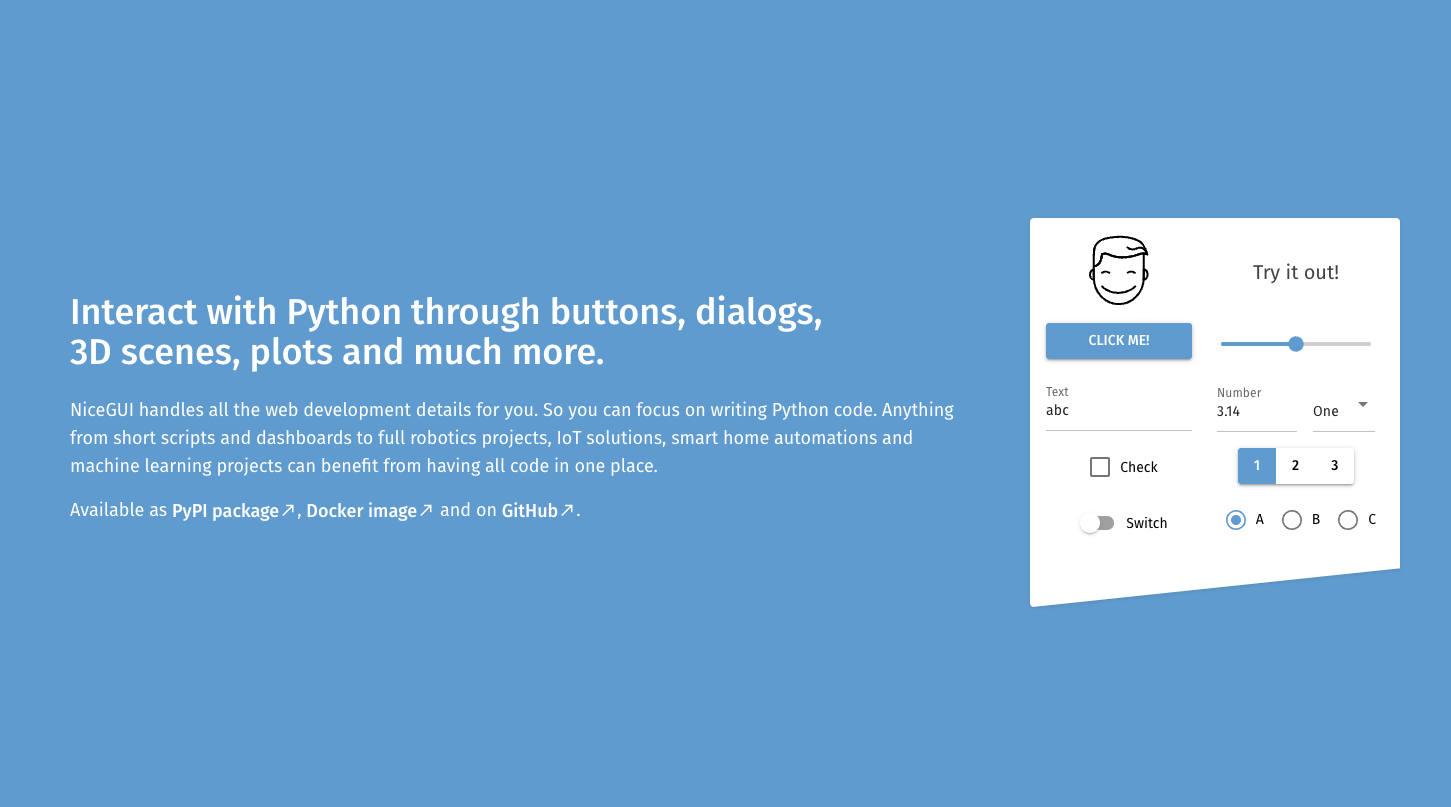 Interact with Python through buttons, dialogs,
3D scenes, plots and much more.
NiceGUI handles all the web development details for you. So you can focus on writing Python code. Anything
from short scripts and dashboards to full robotics projects, IoT solutions, smart home automations and
machine learning projects can benefit from having all code in one place.
Available as PyPI package, Docker image and on GitHub.
Try it out!
CLICK ME!
Text
abc
Number
3.14
One
Check
1 2 3
Switch
A B C